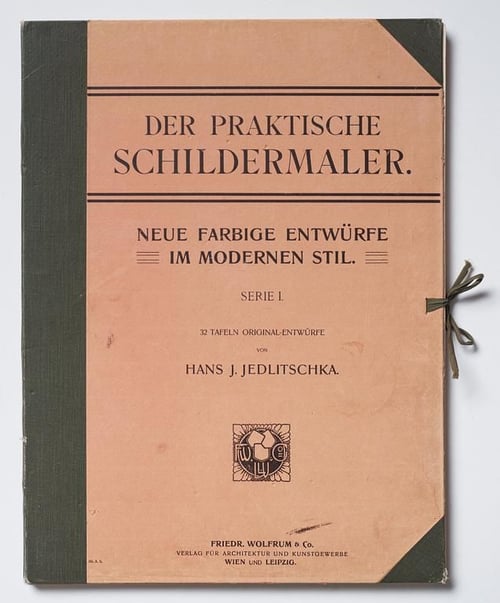 DER PRAKTISCHE
SCHILDERMALER.
NEUE FARBIGE ENTWÜRFE
IM MODERNEN STIL.
SERIE I.
32 TAFELN ORIGINAL-ENTWÜRFE
VON
HANS J. JEDLITSCHKA.
FRIEDR. WOLFRUM & Co.
VERLAG FÜR ARCHITEKTUR UND KUNSTGEWERBE
WIEN UND LEIPZIG.